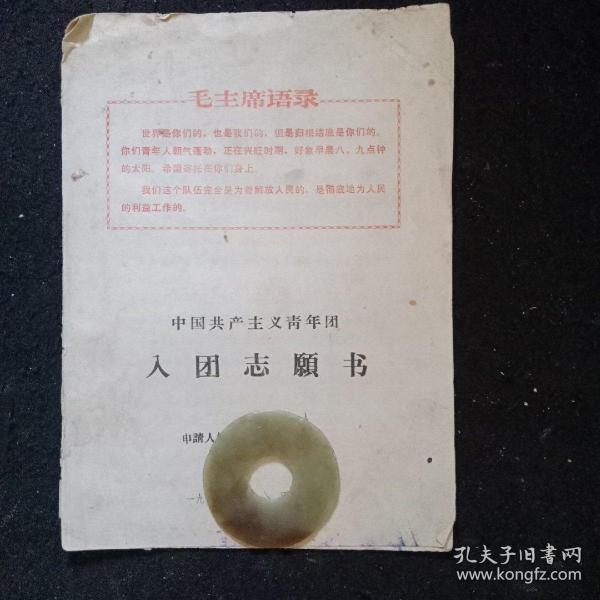 毛主席语录
世界是你们的，也是我们的，但是归根结底是你们的。
你们青年人朝气蓬勃，正在兴旺时期，好象早晨八、九点钟
的太阳。希望寄托在你们身上。
我们这个队伍完全是为着解放人民的，是彻底地为人民
的利益工作的。
中国共产主义青年团
入团志願书
申請人
一九
孔夫子旧书网
www.kongfz.com